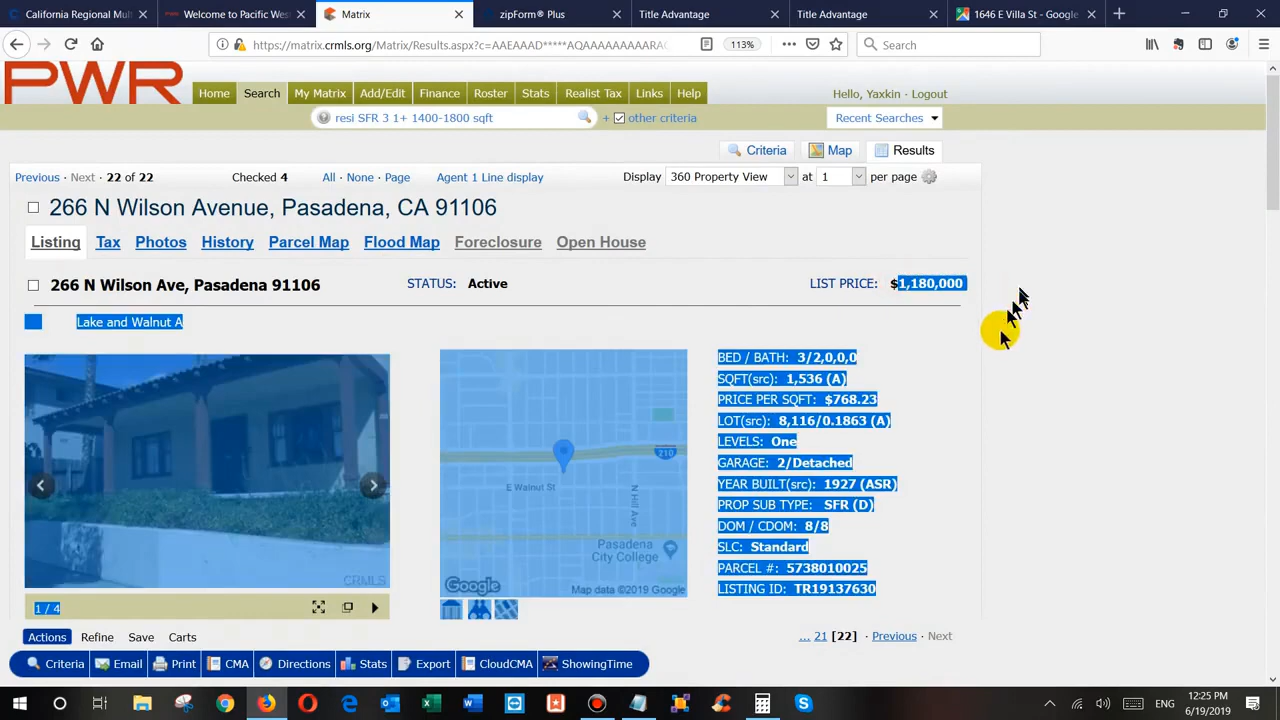 California Regional Mult
Welcome to Pacific West
Matrix
zipForm® Plus
Title Advantage
Title Advantage
1646 E Villa St - Google
https://matrix.crmls.org/Matrix/Results.aspx?c=AAEAAAD*****AQAAAAAAAAARAC
113%
Search
PWR
Home Search My Matrix Add/Edit Finance Roster Stats Realist Tax Links Help
Hello, Yaxkin - Logout
resi SFR 3 1+ 1400-1800 sqft
+ other criteria
Recent Searches
Criteria Map Results
Previous · Next · 22 of 22 Checked 4 All · None · Page Agent 1 Line display Display 360 Property View at 1 per page
266 N Wilson Avenue, Pasadena, CA 91106
Listing Tax Photos History Parcel Map Flood Map Foreclosure Open House
266 N Wilson Ave, Pasadena 91106 STATUS: Active LIST PRICE: $1,180,000
Lake and Walnut A
BED / BATH: 3/2,0,0,0
SQFT(src): 1,536 (A)
PRICE PER SQFT: $768.23
LOT(src): 8,116/0.1863 (A)
LEVELS: One
GARAGE: 2/Detached
YEAR BUILT(src): 1927 (ASR)
PROP SUB TYPE: SFR (D)
DOM / CDOM: 8/8
SLC: Standard
PARCEL #: 5738010025
LISTING ID: TR19137630
210
E Walnut St
N Hill Ave
Pasadena
City College
Google
Map data ©2019 Google
CRMLS
1 / 4
Actions Refine Save Carts
... 21 [22] · Previous · Next
Criteria Email Print CMA Directions Stats Export CloudCMA ShowingTime
ENG
12:25 PM
6/19/2019